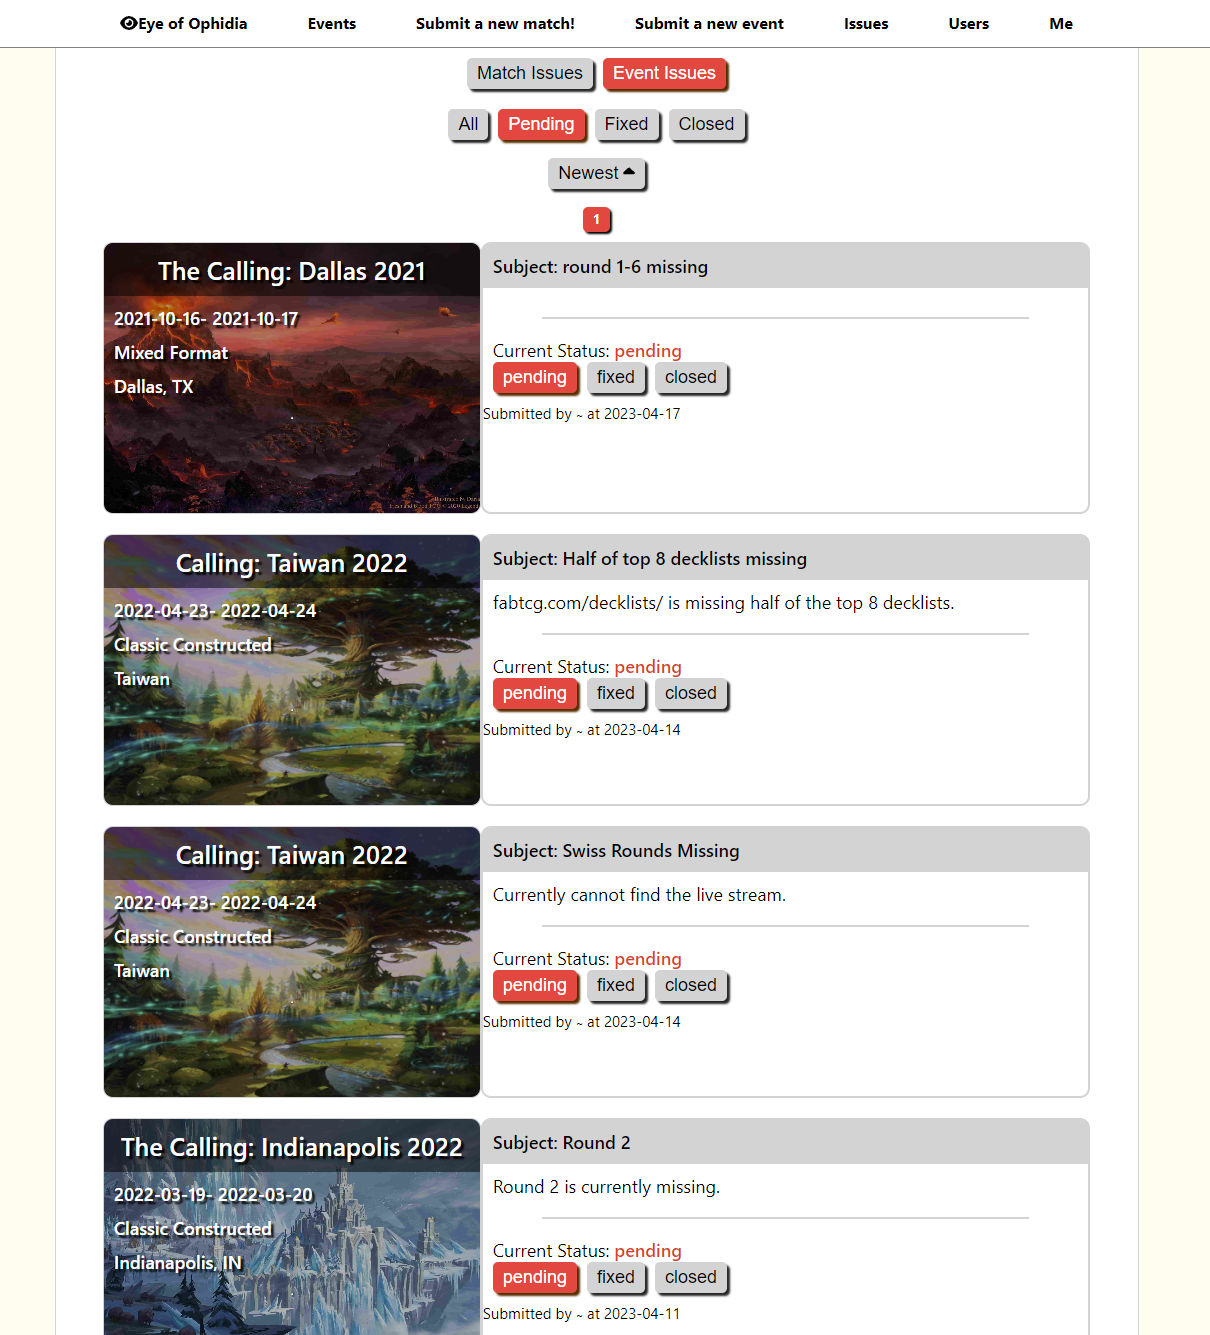 Eye of Ophidia Events Submit a new match! Submit a new event Issues Users Me
Match Issues Event Issues
All Pending Fixed Closed
Newest
1
The Calling: Dallas 2021
2021-10-16- 2021-10-17
Mixed Format
Dallas, TX
Subject: round 1-6 missing
Current Status: pending
pending fixed closed
Submitted by ~ at 2023-04-17
Calling: Taiwan 2022
2022-04-23- 2022-04-24
Classic Constructed
Taiwan
Subject: Half of top 8 decklists missing
fabtcg.com/decklists/ is missing half of the top 8 decklists.
Current Status: pending
pending fixed closed
Submitted by ~ at 2023-04-14
Calling: Taiwan 2022
2022-04-23- 2022-04-24
Classic Constructed
Taiwan
Subject: Swiss Rounds Missing
Currently cannot find the live stream.
Current Status: pending
pending fixed closed
Submitted by ~ at 2023-04-14
The Calling: Indianapolis 2022
2022-03-19- 2022-03-20
Classic Constructed
Indianapolis, IN
Subject: Round 2
Round 2 is currently missing.
Current Status: pending
pending fixed closed
Submitted by ~ at 2023-04-11